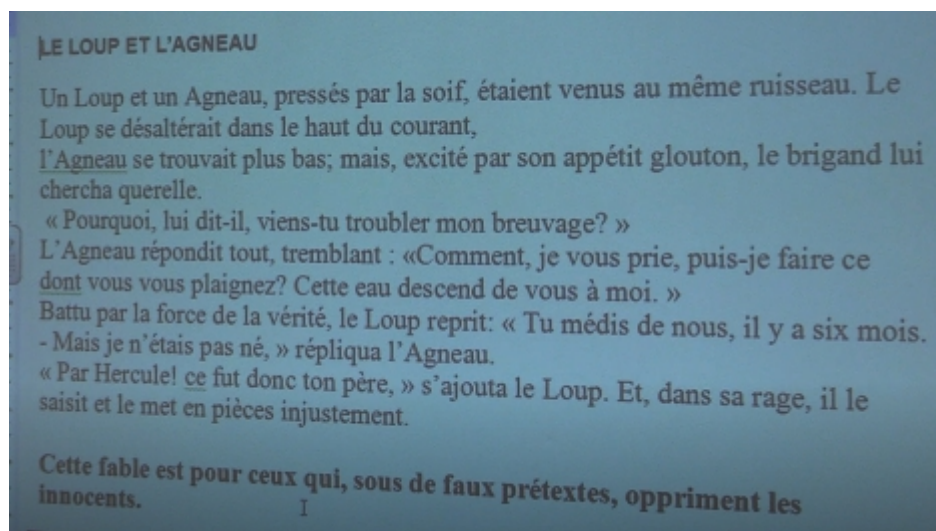 LE LOUP ET L'AGNEAU
Un Loup et un Agneau, pressés par la soif, étaient venus au même ruisseau. Le
Loup se désaltérait dans le haut du courant,
l'Agneau se trouvait plus bas; mais, excité par son appétit glouton, le brigand lui
chercha querelle.
« Pourquoi, lui dit-il, viens-tu troubler mon breuvage? »
L'Agneau répondit tout, tremblant : «Comment, je vous prie, puis-je faire ce
dont vous vous plaignez? Cette eau descend de vous à moi. »
Battu par la force de la vérité, le Loup reprit: « Tu médis de nous, il y a six mois.
- Mais je n'étais pas né, » répliqua l'Agneau.
« Par Hercule! ce fut donc ton père, » s'ajouta le Loup. Et, dans sa rage, il le
saisit et le met en pièces injustement.
Cette fable est pour ceux qui, sous de faux prétextes, oppriment les
innocents.